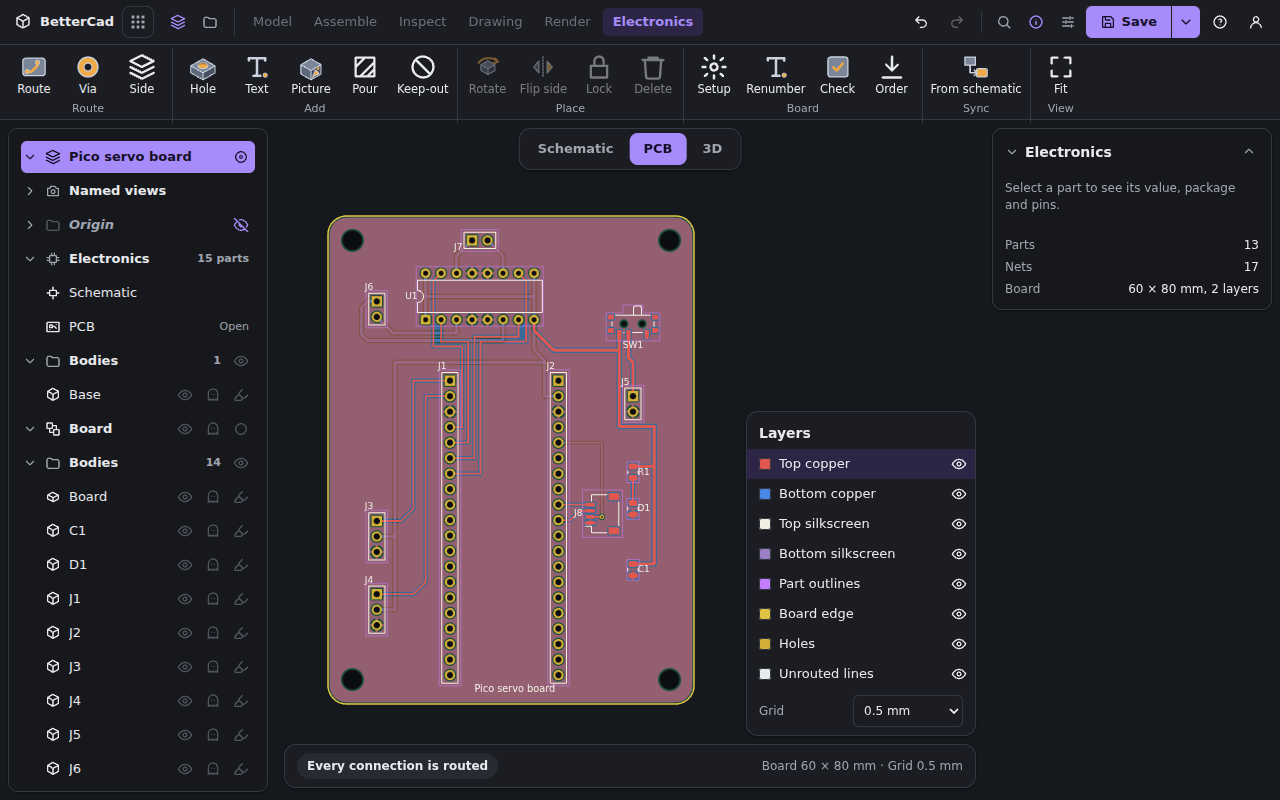 BetterCad
Model
Assemble
Inspect
Drawing
Render
Electronics
Save
Route
Via
Side
Hole
Text
Picture
Pour
Keep-out
Rotate
Flip side
Lock
Delete
Setup
Renumber
Check
Order
From schematic
Fit
Route
Add
Place
Board
Sync
View
Pico servo board
Named views
Origin
Electronics 15 parts
Schematic
PCB Open
Bodies 1
Base
Board
Bodies 14
Board
C1
D1
J1
J2
J3
J4
J5
J6
Schematic
PCB
3D
J7
J6
U1
SW1
J1
J2
J5
R1
D1
J8
J3
C1
J4
Pico servo board
Layers
Top copper
Bottom copper
Top silkscreen
Bottom silkscreen
Part outlines
Board edge
Holes
Unrouted lines
Grid 0.5 mm
Every connection is routed
Board 60 × 80 mm · Grid 0.5 mm
Electronics
Select a part to see its value, package
and pins.
Parts 13
Nets 17
Board 60 × 80 mm, 2 layers